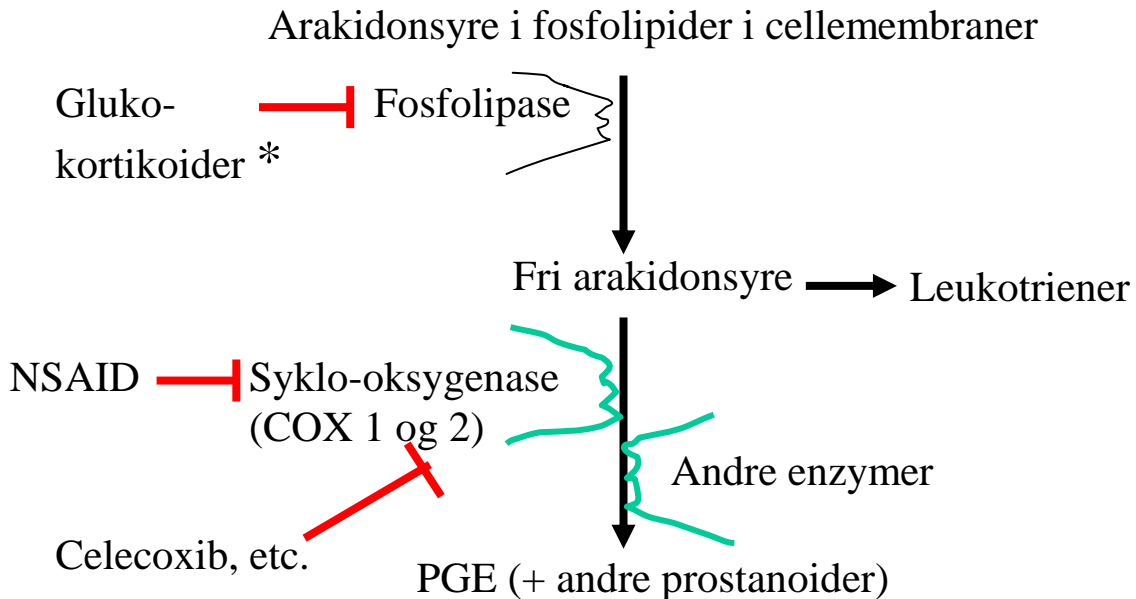 Arakidonsyre i fosfolipider i cellemembraner
Gluko-
kortikoider *
Fosfolipase
Fri arakidonsyre
Leukotriener
NSAID
Syklo-oksygenase
(COX 1 og 2)
Andre enzymer
Celecoxib, etc.
PGE (+ andre prostanoider)